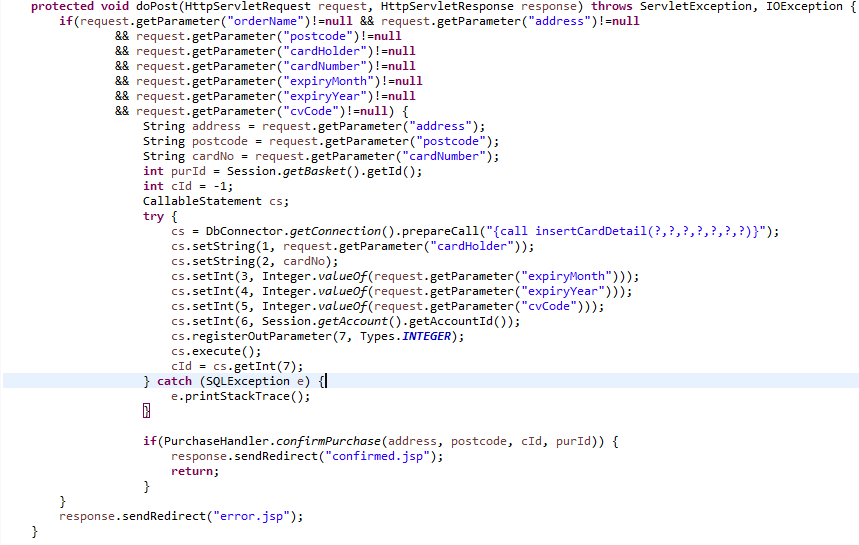 protected void doPost(HttpServletRequest request, HttpServletResponse response) throws ServletException, IOException {
if(request.getParameter("orderName")!=null && request.getParameter("address")!=null
&& request.getParameter("postcode")!=null
&& request.getParameter("cardHolder")!=null
&& request.getParameter("cardNumber")!=null
&& request.getParameter("expiryMonth")!=null
&& request.getParameter("expiryYear")!=null
&& request.getParameter("cvCode")!=null) {
String address = request.getParameter("address");
String postcode = request.getParameter("postcode");
String cardNo = request.getParameter("cardNumber");
int purId = Session.getBasket().getId();
int cId = -1;
CallableStatement cs;
try {
cs = DbConnector.getConnection().prepareCall("{call insertCardDetail(?,?,?,?,?,?,?)}");
cs.setString(1, request.getParameter("cardHolder"));
cs.setString(2, cardNo);
cs.setInt(3, Integer.valueOf(request.getParameter("expiryMonth")));
cs.setInt(4, Integer.valueOf(request.getParameter("expiryYear")));
cs.setInt(5, Integer.valueOf(request.getParameter("cvCode")));
cs.setInt(6, Session.getAccount().getAccountId());
cs.registerOutParameter(7, Types.INTEGER);
cs.execute();
cId = cs.getInt(7);
} catch (SQLException e) {
e.printStackTrace();
}
if(PurchaseHandler.confirmPurchase(address, postcode, cId, purId)) {
response.sendRedirect("confirmed.jsp");
return;
}
}
response.sendRedirect("error.jsp");
}